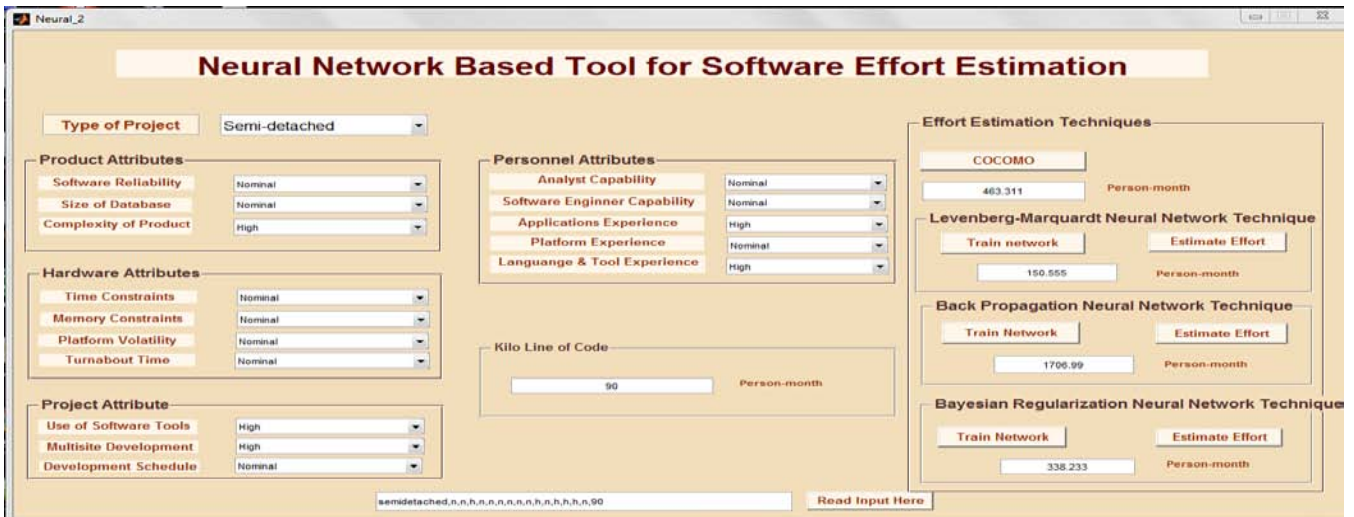 Neural_2
Neural Network Based Tool for Software Effort Estimation
Type of Project Semi-detached
Product Attributes
Software Reliability Nominal
Size of Database Nominal
Complexity of Product High
Hardware Attributes
Time Constraints Nominal
Memory Constraints Nominal
Platform Volatility Nominal
Turnabout Time Nominal
Project Attribute
Use of Software Tools High
Multisite Development High
Development Schedule Nominal
Personnel Attributes
Analyst Capability Nominal
Software Enginner Capability Nominal
Applications Experience High
Platform Experience Nominal
Languange & Tool Experience High
Kilo Line of Code
90 Person-month
Effort Estimation Techniques
COCOMO
463.311 Person-month
Levenberg-Marquardt Neural Network Technique
Train network Estimate Effort
150.555 Person-month
Back Propagation Neural Network Technique
Train Network Estimate Effort
1706.99 Person-month
Bayesian Regularization Neural Network Technique
Train Network Estimate Effort
338.233 Person-month
semidetached,n,n,h,n,n,n,n,n,n,h,n,h,h,h,n,90 Read Input Here